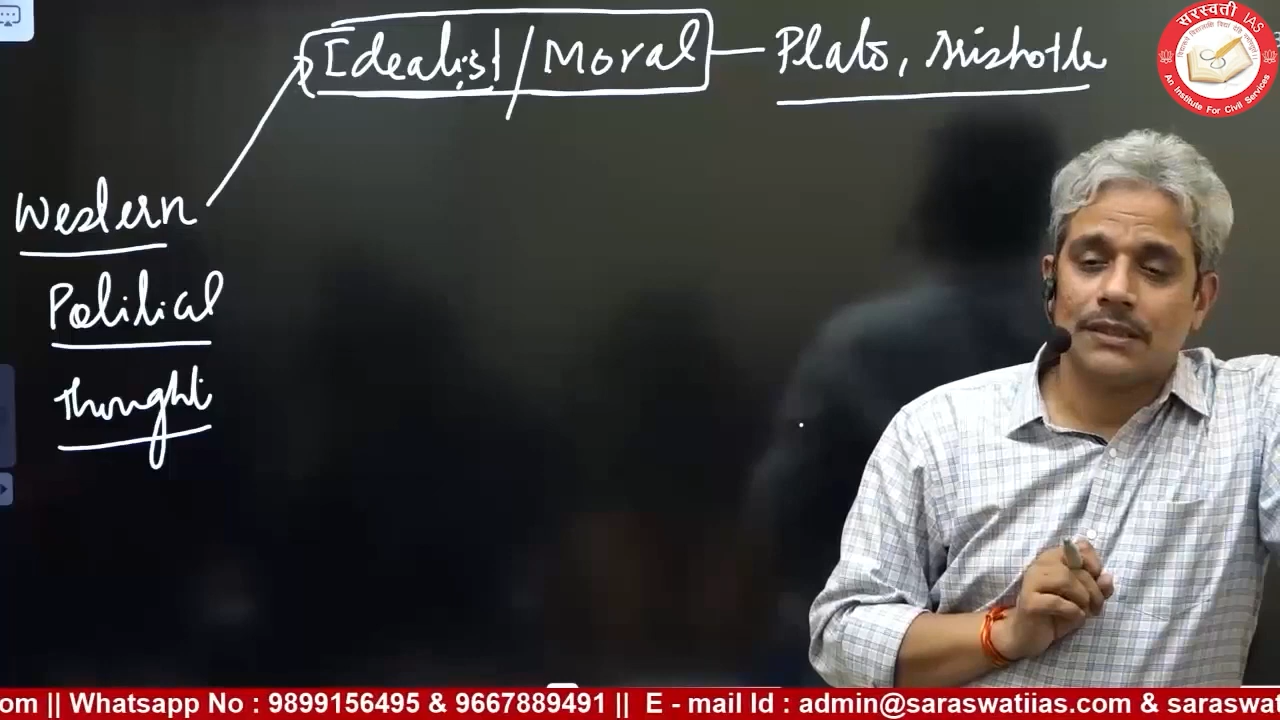 Idealist / Moral — Plato, Aristotle
Western
Political
Thought
सरस्वती IAS
An Institute For Civil Services
om || Whatsapp No : 9899156495 & 9667889491 || E - mail Id : admin@saraswatiias.com & saraswat